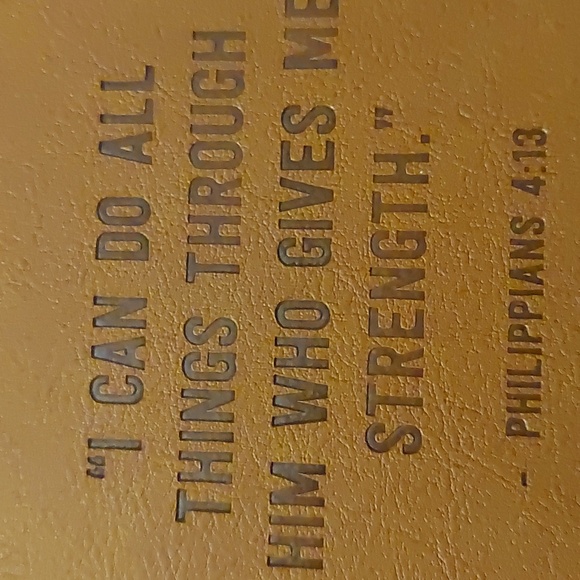 “I CAN DO ALL
THINGS THROUGH
HIM WHO GIVES ME
STRENGTH.”
- PHILIPPIANS 4:13